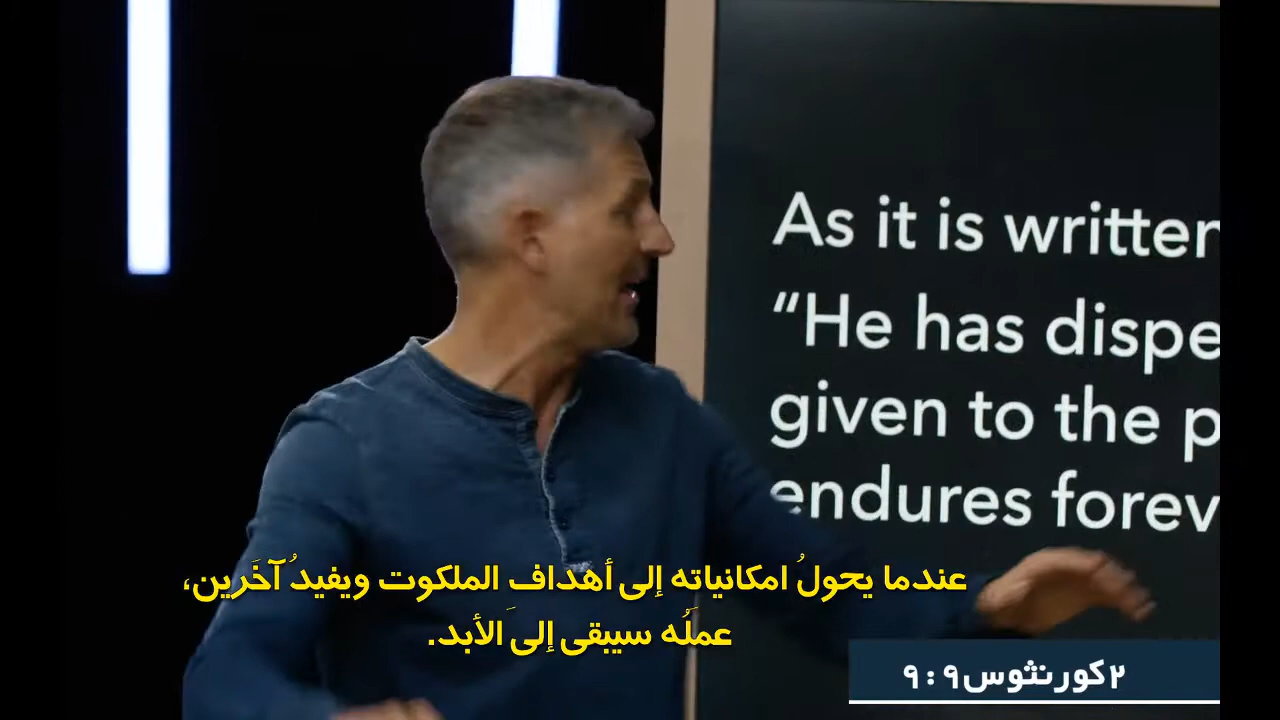 As it is written
“He has dispe
given to the p
endures forev
عندما يحولُ امكانياته إلى أهداف الملكوت ويفيدُ آخَرين،
عملُه سيبقى إلىَ الأبد.
٢كورنثوس٩:٩